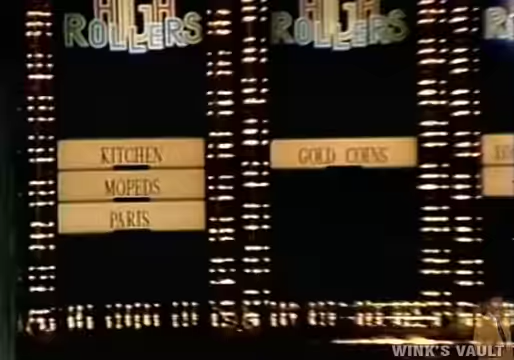 HIGH
ROLLERS
HIGH
ROLLERS
KITCHEN
MOPEDS
PARIS
GOLD COINS
WINK'S VAULT